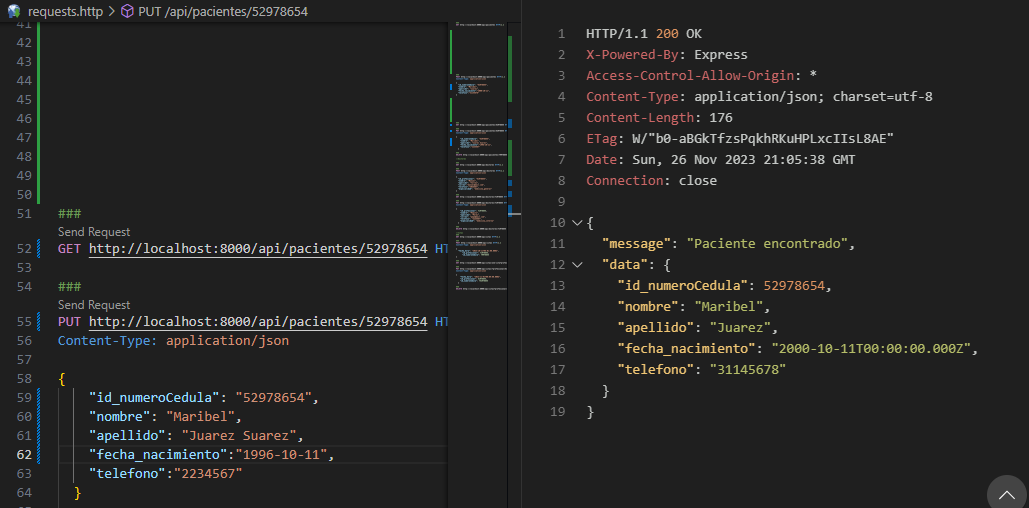 requests.http > PUT /api/pacientes/52978654
41
42
43
44
45
46
47
48
49
50
51 ###
Send Request
52 GET http://localhost:8000/api/pacientes/52978654 HT
53
54 ###
Send Request
55 PUT http://localhost:8000/api/pacientes/52978654 HT
56 Content-Type: application/json
57
58 {
59 "id_numeroCedula": "52978654",
60 "nombre": "Maribel",
61 "apellido": "Juarez Suarez",
62 "fecha_nacimiento":"1996-10-11",
63 "telefono":"2234567"
64 }
1 HTTP/1.1 200 OK
2 X-Powered-By: Express
3 Access-Control-Allow-Origin: *
4 Content-Type: application/json; charset=utf-8
5 Content-Length: 176
6 ETag: W/"b0-aBGkTfzsPqkhRKuHPLxcIIsL8AE"
7 Date: Sun, 26 Nov 2023 21:05:38 GMT
8 Connection: close
9
10 {
11 "message": "Paciente encontrado",
12 "data": {
13 "id_numeroCedula": 52978654,
14 "nombre": "Maribel",
15 "apellido": "Juarez",
16 "fecha_nacimiento": "2000-10-11T00:00:00.000Z",
17 "telefono": "31145678"
18 }
19 }